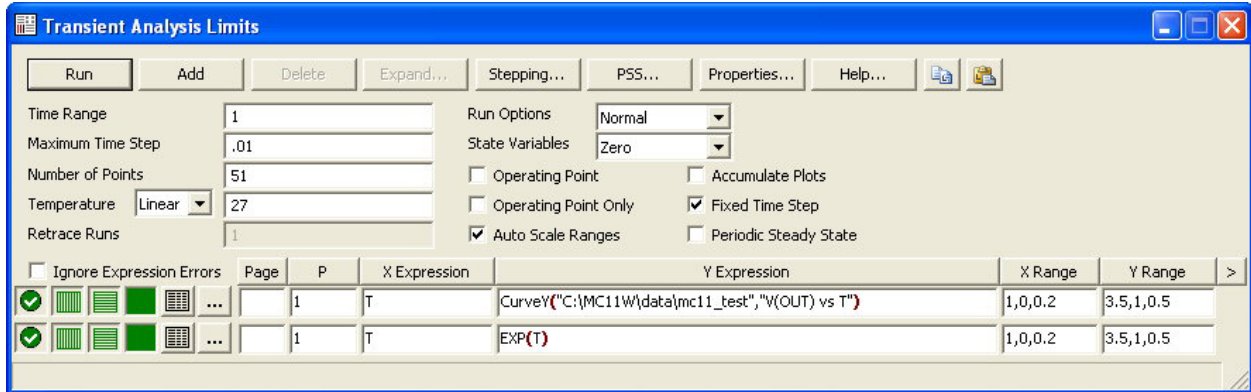 Transient Analysis Limits
Run Add Delete Expand... Stepping... PSS... Properties... Help...
Time Range 1 Run Options Normal
Maximum Time Step .01 State Variables Zero
Number of Points 51 Operating Point Accumulate Plots
Temperature Linear 27 Operating Point Only Fixed Time Step
Retrace Runs 1 Auto Scale Ranges Periodic Steady State
Ignore Expression Errors Page P X Expression Y Expression X Range Y Range >
... 1 T CurveY("C:\MC11W\data\mc11_test","V(OUT) vs T") 1,0,0.2 3.5,1,0.5
... 1 T EXP(T) 1,0,0.2 3.5,1,0.5